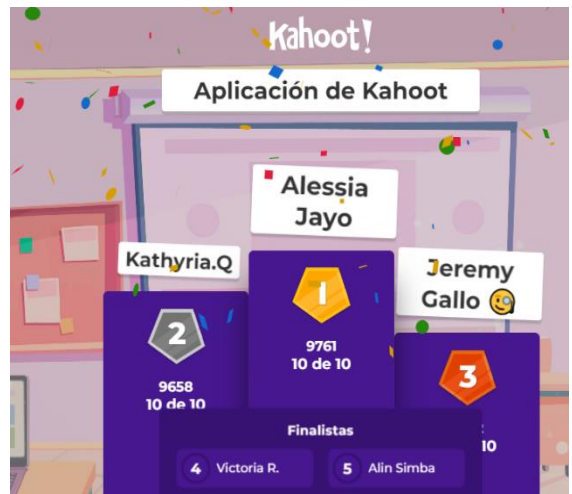 Kahoot!
Aplicación de Kahoot
Alessia
Jayo
Kathyria.Q
Jeremy
Gallo 🧐
1
2
9761
10 de 10
3
9658
10 de 10
10
Finalistas
4 Victoria R.
5 Alin Simba